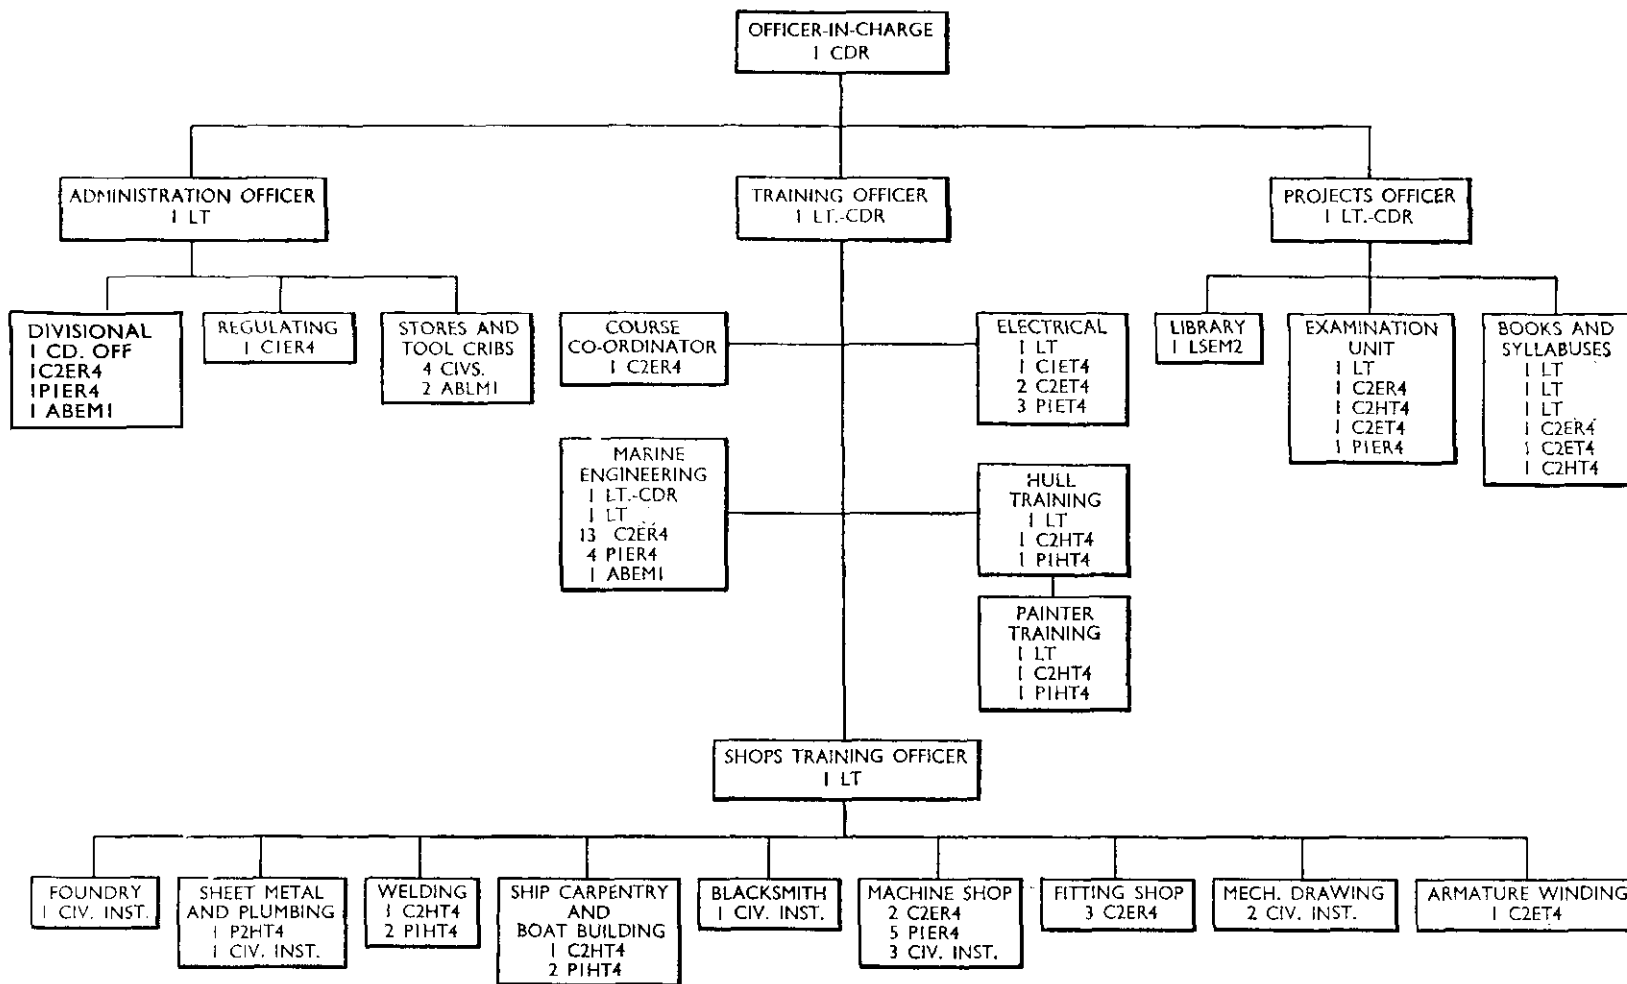 OFFICER-IN-CHARGE
1 CDR
ADMINISTRATION OFFICER
1 LT
TRAINING OFFICER
1 LT.-CDR
PROJECTS OFFICER
1 LT.-CDR
DIVISIONAL
1 CD. OFF
1 C2ER4
1 P1ER4
1 ABEM1
REGULATING
1 C1ER4
STORES AND
TOOL CRIBS
4 CIVS.
2 ABLM1
COURSE
CO-ORDINATOR
1 C2ER4
ELECTRICAL
1 LT
1 C1ET4
2 C2ET4
3 P1ET4
LIBRARY
1 LSEM2
EXAMINATION
UNIT
1 LT
1 C2ER4
1 C2HT4
1 C2ET4
1 P1ER4
BOOKS AND
SYLLABUSES
1 LT
1 LT
1 LT
1 C2ER4
1 C2ET4
1 C2HT4
MARINE
ENGINEERING
1 LT.-CDR
1 LT
13 C2ER4
4 P1ER4
1 ABEM1
HULL
TRAINING
1 LT
1 C2HT4
1 P1HT4
PAINTER
TRAINING
1 LT
1 C2HT4
1 P1HT4
SHOPS TRAINING OFFICER
1 LT
FOUNDRY
1 CIV. INST.
SHEET METAL
AND PLUMBING
1 P2HT4
1 CIV. INST.
WELDING
1 C2HT4
2 P1HT4
SHIP CARPENTRY
AND
BOAT BUILDING
1 C2HT4
2 P1HT4
BLACKSMITH
1 CIV. INST.
MACHINE SHOP
2 C2ER4
5 P1ER4
3 CIV. INST.
FITTING SHOP
3 C2ER4
MECH. DRAWING
2 CIV. INST.
ARMATURE WINDING
1 C2ET4